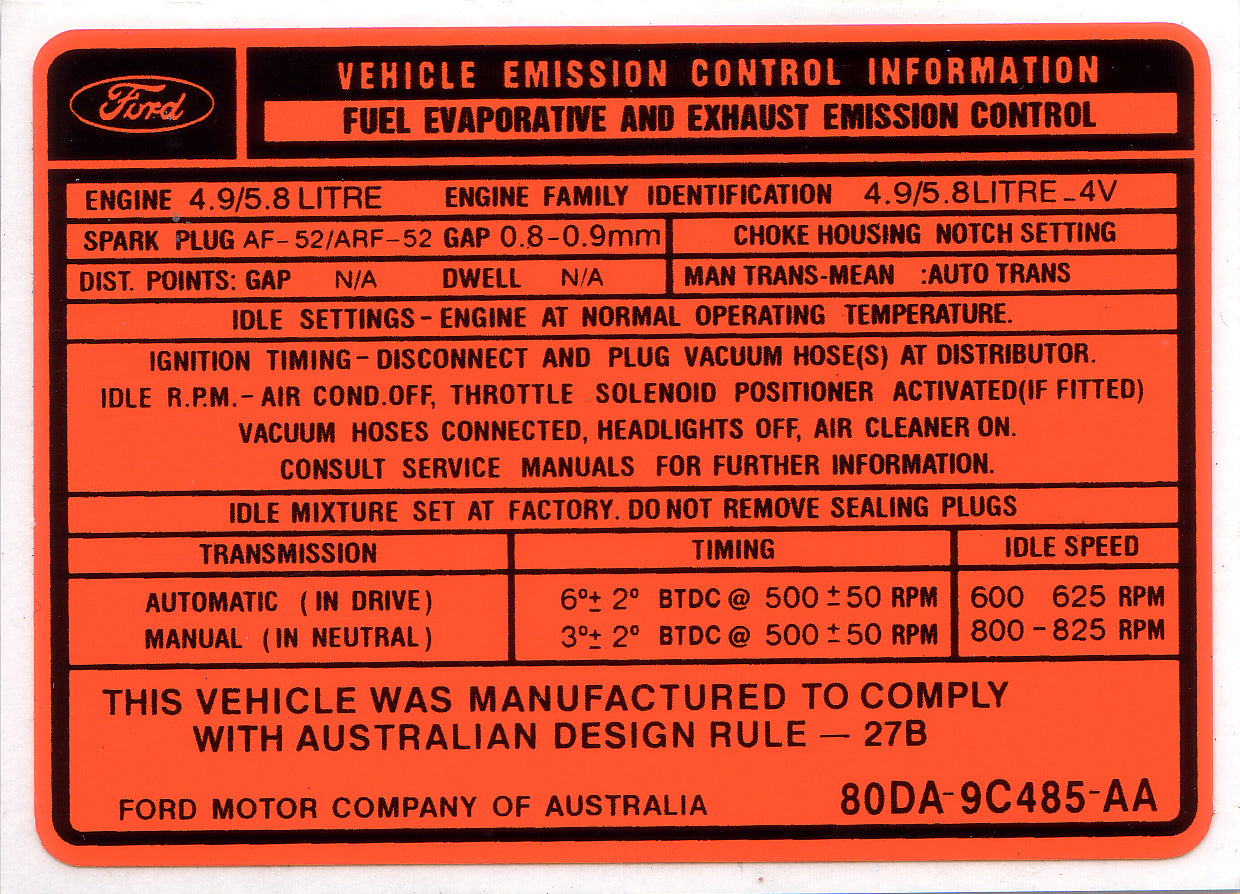 Ford
VEHICLE EMISSION CONTROL INFORMATION
FUEL EVAPORATIVE AND EXHAUST EMISSION CONTROL
ENGINE 4.9/5.8 LITRE ENGINE FAMILY IDENTIFICATION 4.9/5.8 LITRE - 4V
SPARK PLUG AF-52/ARF-52 GAP 0.8-0.9mm CHOKE HOUSING NOTCH SETTING
DIST. POINTS: GAP N/A DWELL N/A MAN TRANS-MEAN :AUTO TRANS
IDLE SETTINGS - ENGINE AT NORMAL OPERATING TEMPERATURE.
IGNITION TIMING - DISCONNECT AND PLUG VACUUM HOSE(S) AT DISTRIBUTOR.
IDLE R.P.M. - AIR COND.OFF, THROTTLE SOLENOID POSITIONER ACTIVATED(IF FITTED)
VACUUM HOSES CONNECTED, HEADLIGHTS OFF, AIR CLEANER ON.
CONSULT SERVICE MANUALS FOR FURTHER INFORMATION.
IDLE MIXTURE SET AT FACTORY. DO NOT REMOVE SEALING PLUGS
TRANSMISSION TIMING IDLE SPEED
AUTOMATIC (IN DRIVE) 6º± 2º BTDC @ 500 ± 50 RPM 600 625 RPM
MANUAL (IN NEUTRAL) 3º± 2º BTDC @ 500 ± 50 RPM 800 - 825 RPM
THIS VEHICLE WAS MANUFACTURED TO COMPLY
WITH AUSTRALIAN DESIGN RULE — 27B
FORD MOTOR COMPANY OF AUSTRALIA 80DA-9C485-AA